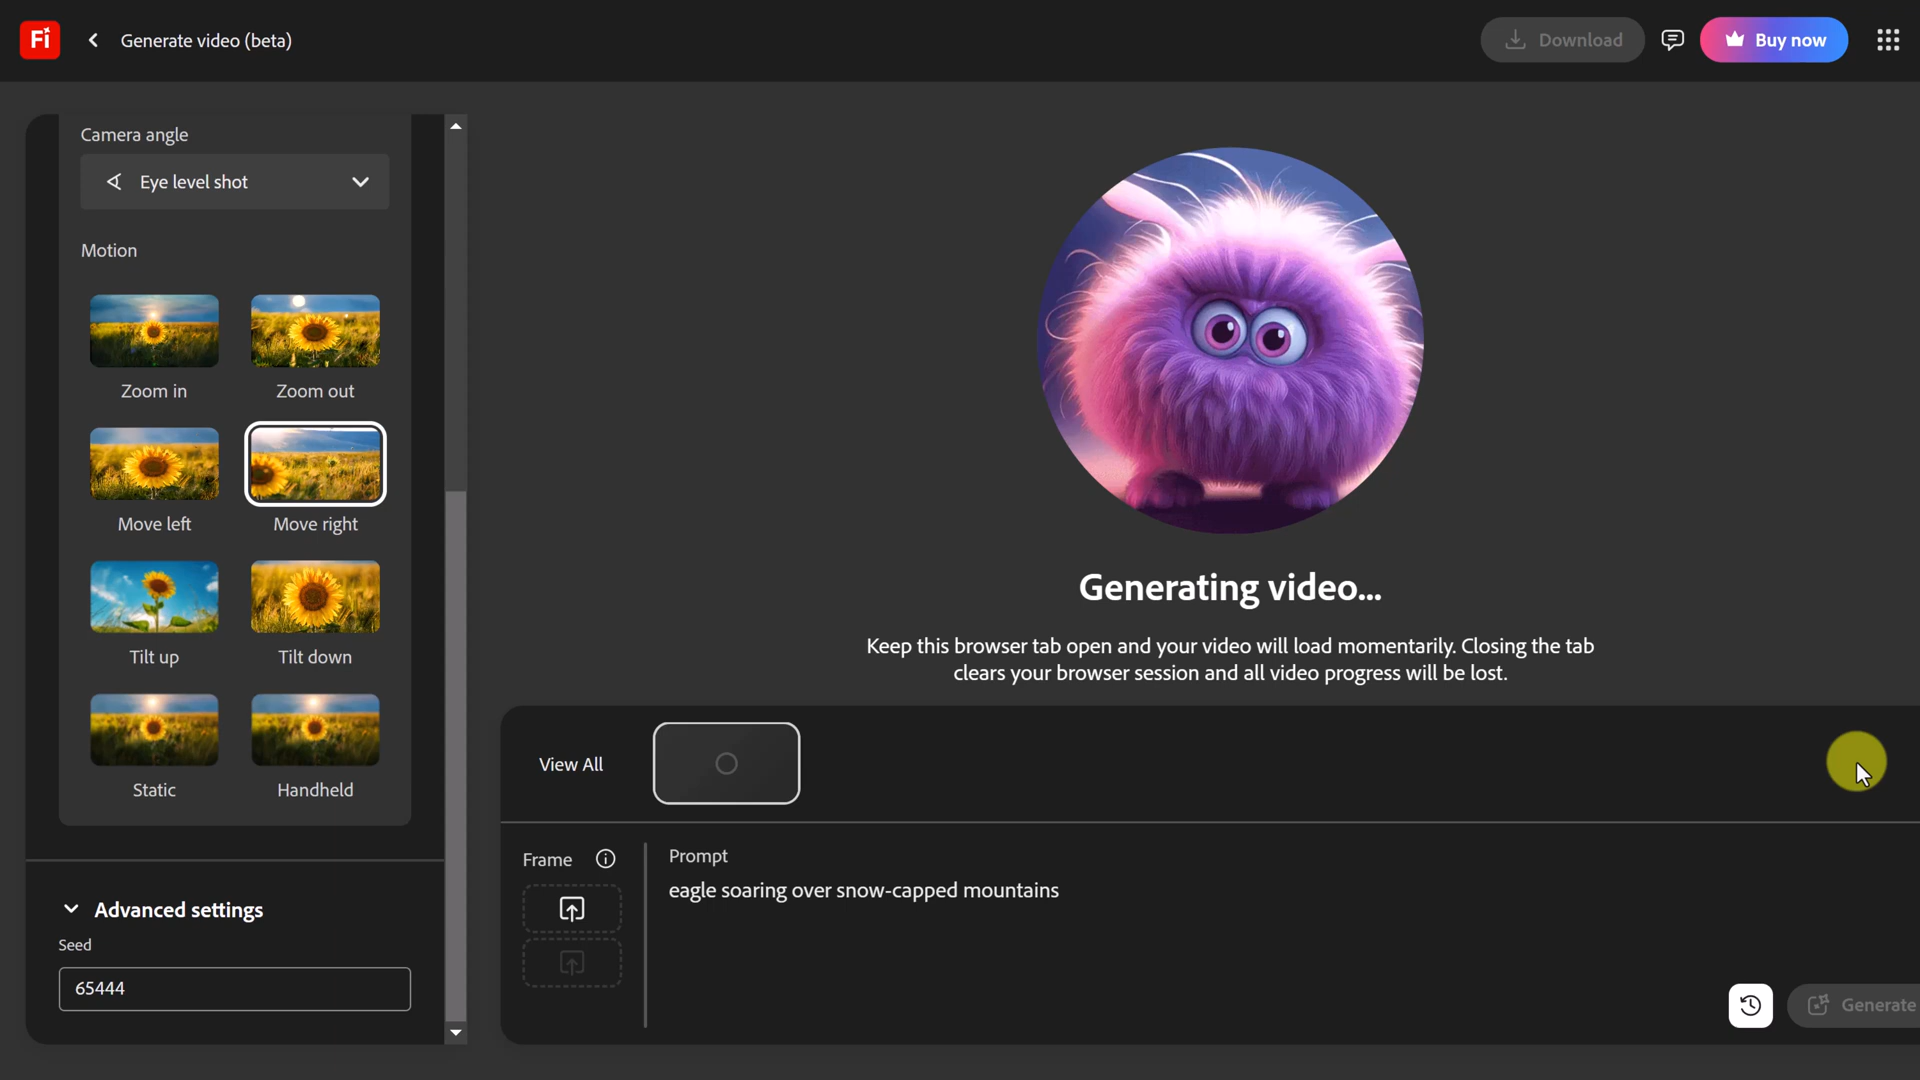 Fi
Generate video (beta)
Download
Buy now
Camera angle
Eye level shot
Motion
Zoom in
Zoom out
Move left
Move right
Tilt up
Tilt down
Static
Handheld
Advanced settings
Seed
65444
Generating video...
Keep this browser tab open and your video will load momentarily. Closing the tab
clears your browser session and all video progress will be lost.
View All
Frame
Prompt
eagle soaring over snow-capped mountains
Generate